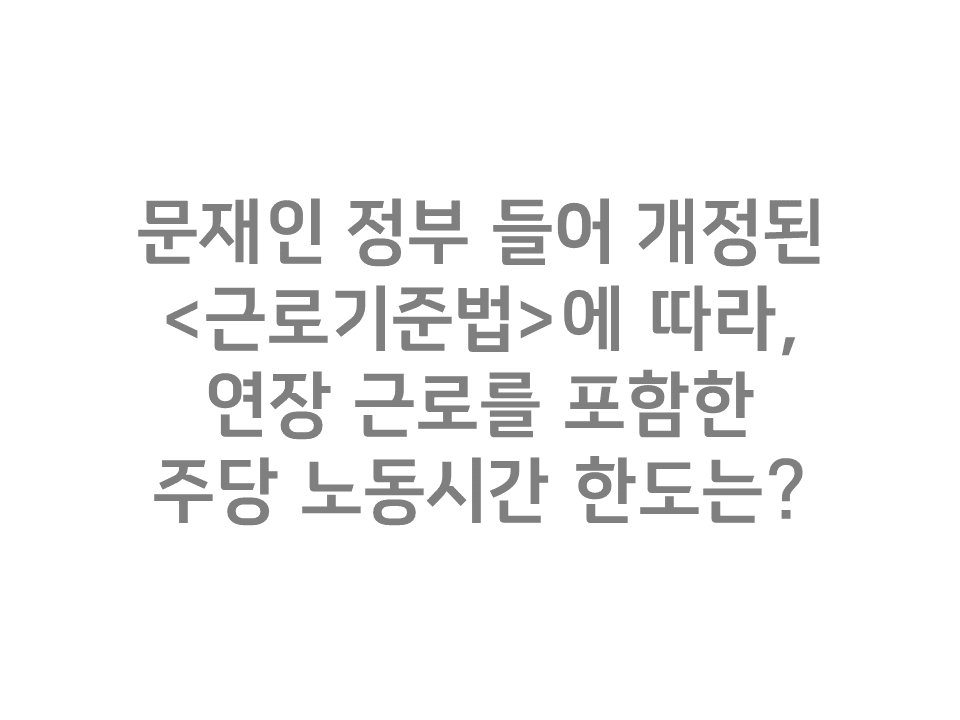 문재인 정부 들어 개정된
<근로기준법>에 따라,
연장 근로를 포함한
주당 노동시간 한도는?